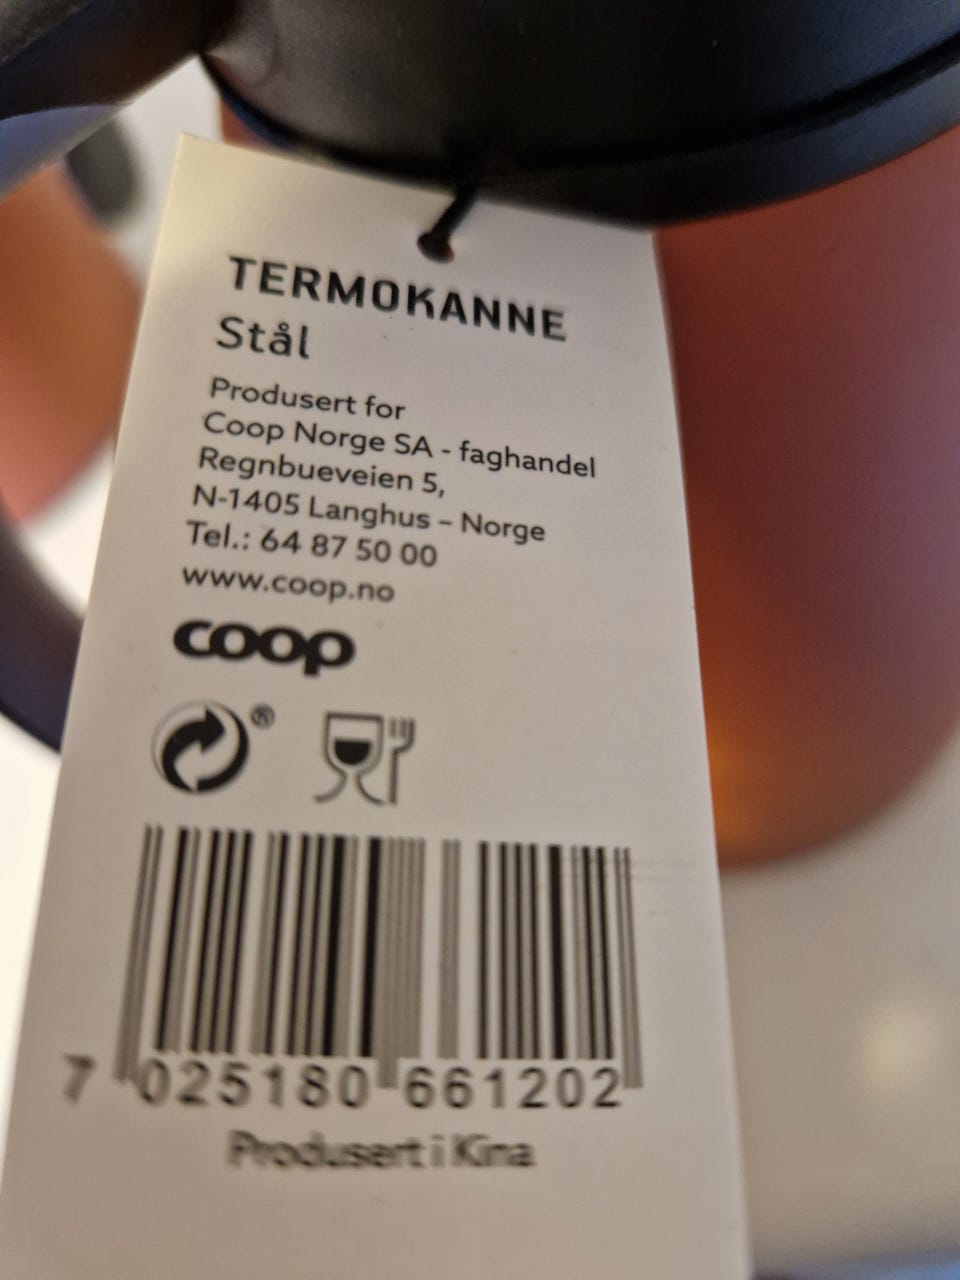 TERMOKANNE
Stål
Produsert for
Coop Norge SA - faghandel
Regnbueveien 5,
N-1405 Langhus – Norge
Tel.: 64 87 50 00
www.coop.no
coop
®
7 025180 661202
Produsert i Kina